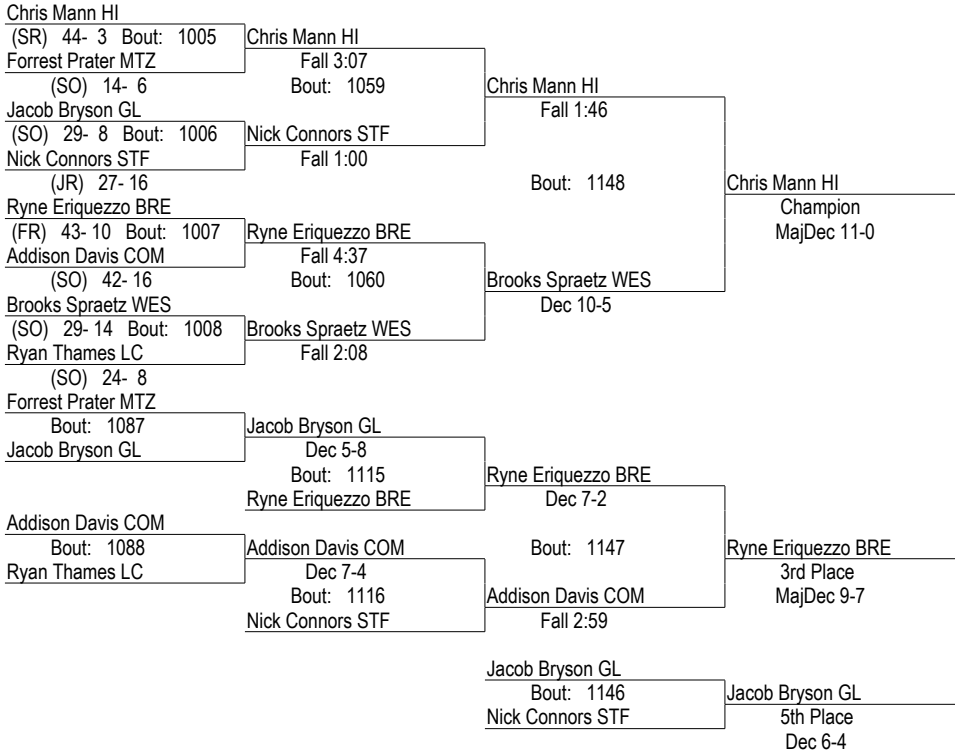 Chris Mann HI
(SR) 44- 3 Bout: 1005 Chris Mann HI
Forrest Prater MTZ Fall 3:07
(SO) 14- 6 Bout: 1059 Chris Mann HI
Jacob Bryson GL Fall 1:46
(SO) 29- 8 Bout: 1006 Nick Connors STF
Nick Connors STF Fall 1:00
(JR) 27- 16 Bout: 1148 Chris Mann HI
Ryne Eriquezzo BRE Champion
(FR) 43- 10 Bout: 1007 Ryne Eriquezzo BRE MajDec 11-0
Addison Davis COM Fall 4:37
(SO) 42- 16 Bout: 1060 Brooks Spraetz WES
Brooks Spraetz WES Dec 10-5
(SO) 29- 14 Bout: 1008 Brooks Spraetz WES
Ryan Thames LC Fall 2:08
(SO) 24- 8
Forrest Prater MTZ
Bout: 1087 Jacob Bryson GL
Jacob Bryson GL Dec 5-8
Bout: 1115 Ryne Eriquezzo BRE
Ryne Eriquezzo BRE Dec 7-2
Addison Davis COM
Bout: 1088 Addison Davis COM Bout: 1147 Ryne Eriquezzo BRE
Ryan Thames LC Dec 7-4 3rd Place
Bout: 1116 Addison Davis COM MajDec 9-7
Nick Connors STF Fall 2:59
Jacob Bryson GL
Bout: 1146 Jacob Bryson GL
Nick Connors STF 5th Place
Dec 6-4